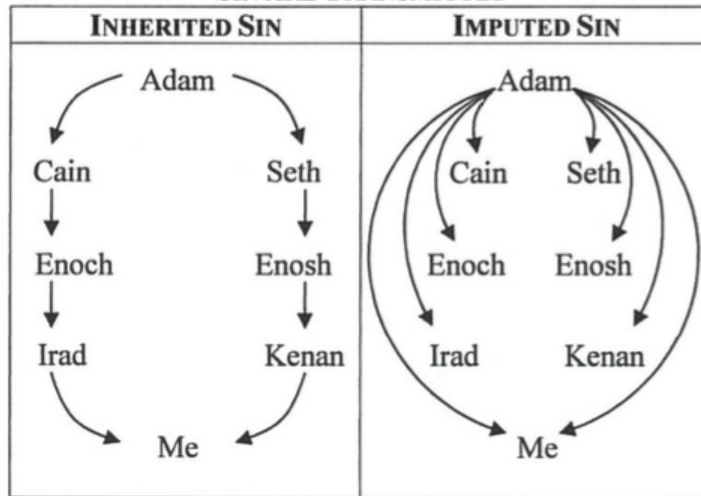 INHERITED SIN IMPUTED SIN
Adam Adam
Cain Seth Cain Seth
Enoch Enosh Enoch Enosh
Irad Kenan Irad Kenan
Me Me